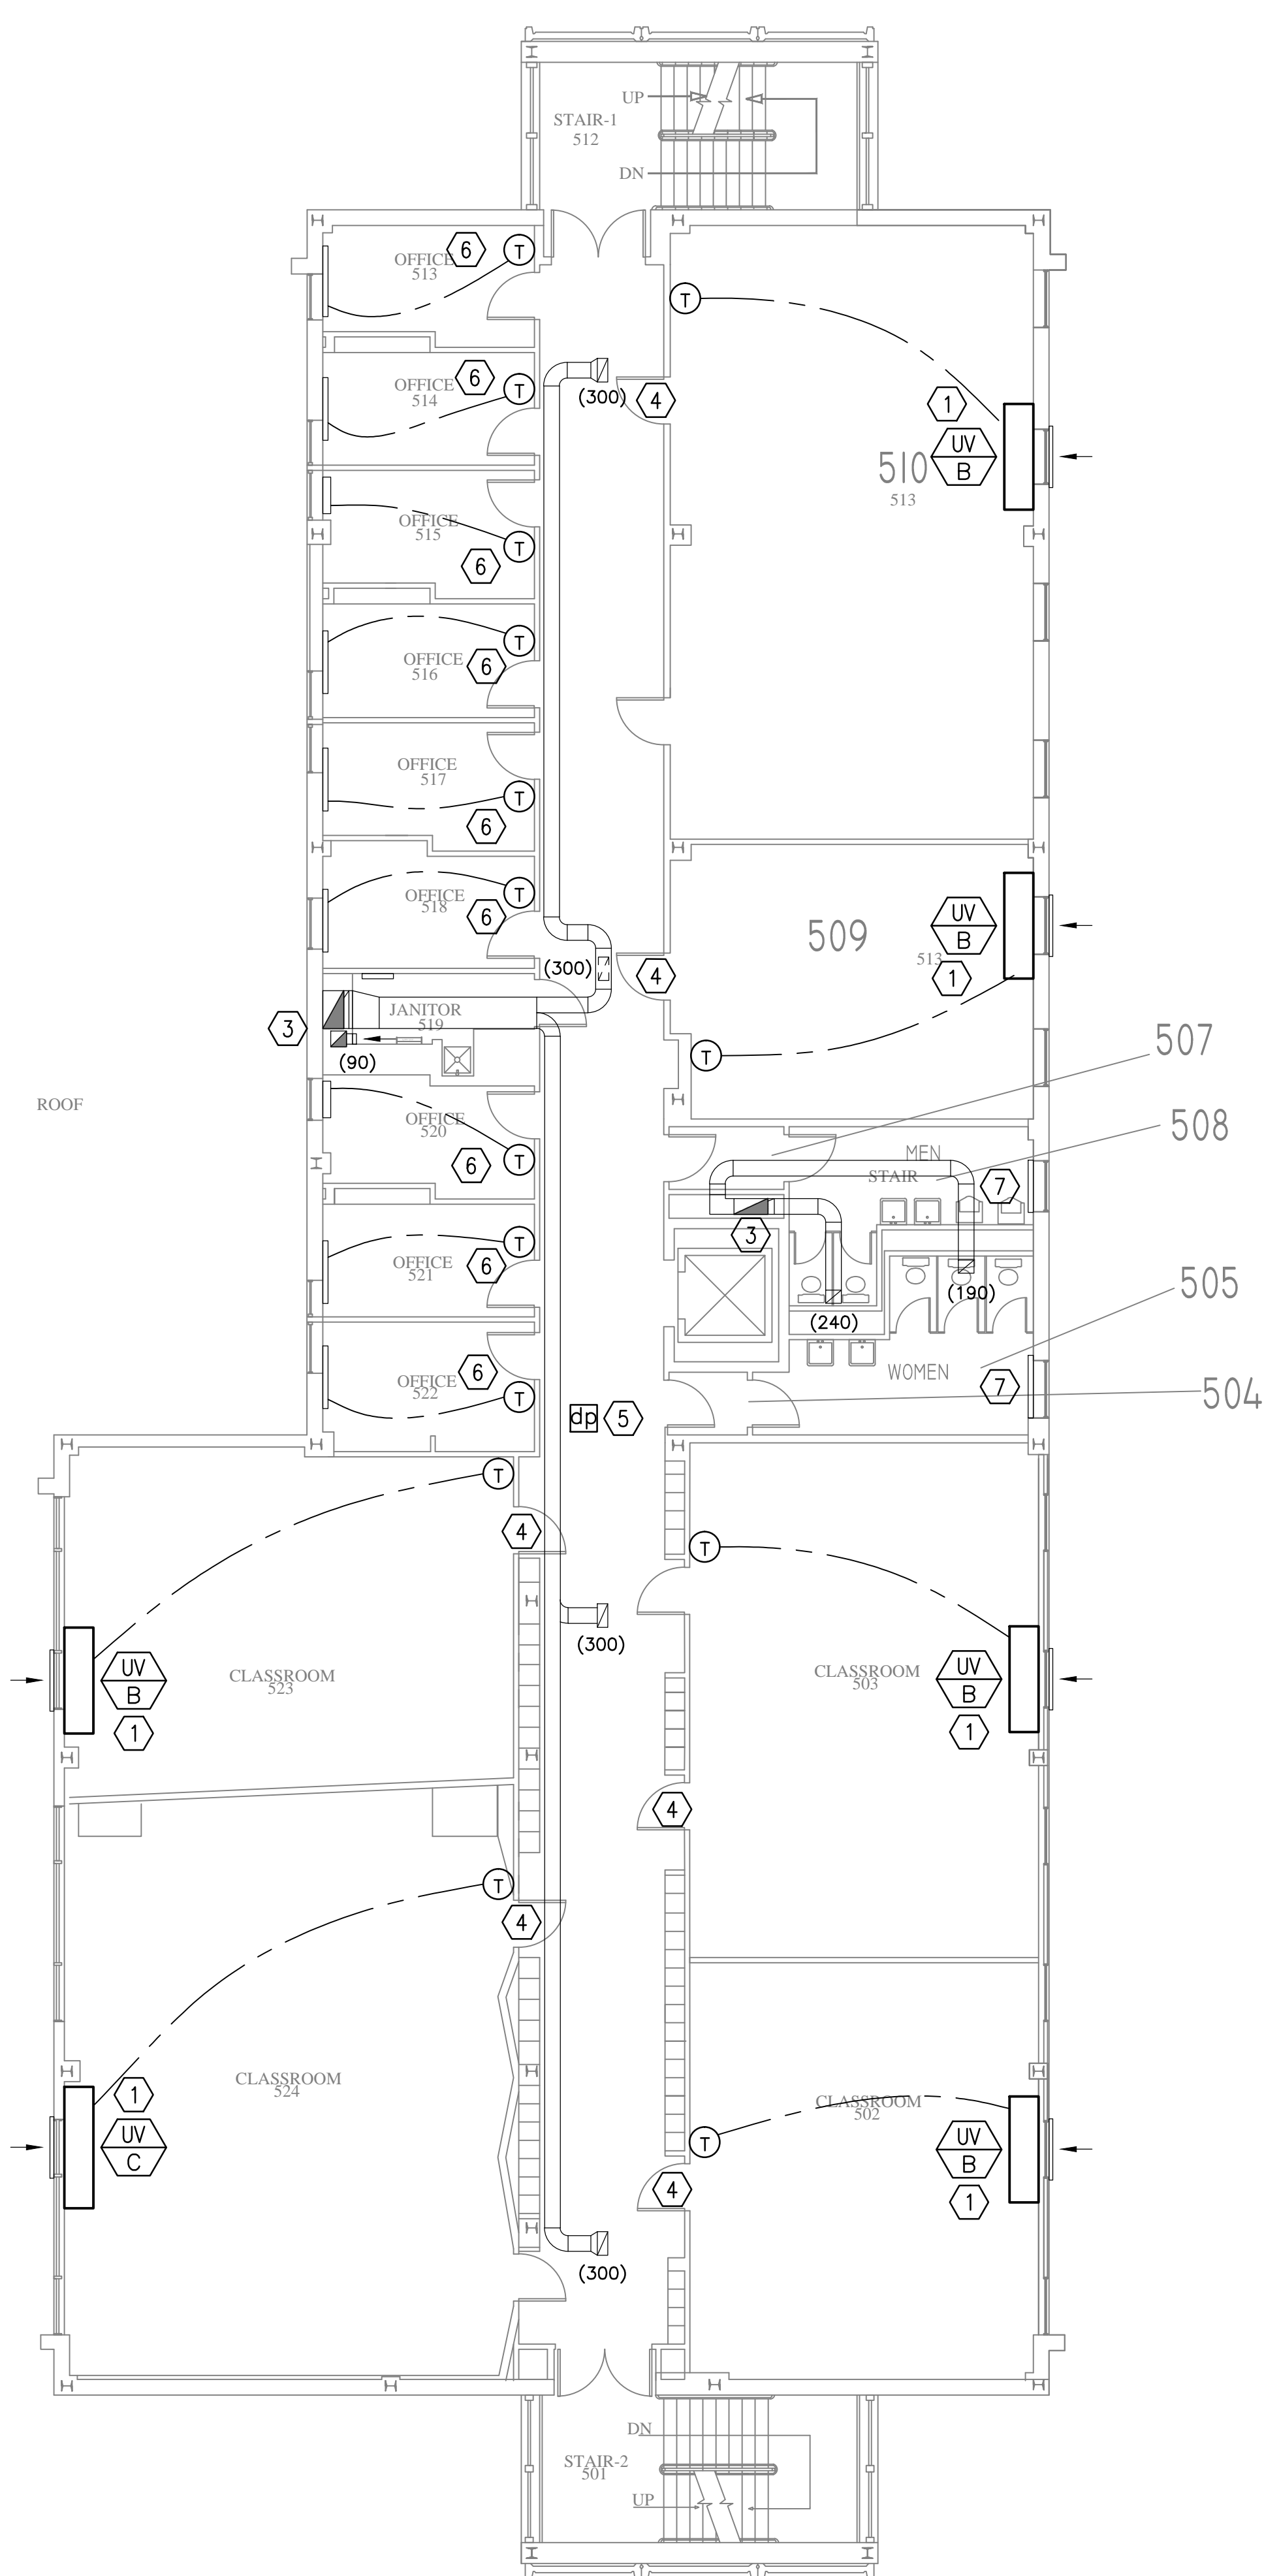 UP
STAIR-1
512
DN
OFFICE
513
6
T
T
OFFICE
514
6
T
(300)
4
1
UV
B
510
513
OFFICE
515
6
T
OFFICE
516
6
T
OFFICE
517
6
T
OFFICE
518
6
T
509
513
UV
B
1
(300)
4
JANITOR
519
3
(90)
T
507
ROOF
OFFICE
520
6
T
508
MEN
STAIR
7
3
OFFICE
521
6
T
505
(190)
(240)
OFFICE
522
6
T
WOMEN
7
504
dp
5
T
4
T
(300)
CLASSROOM
523
UV
B
1
CLASSROOM
503
UV
B
1
4
T
4
CLASSROOM
524
1
UV
C
CLASSROOM
502
T
UV
B
1
4
(300)
DN
STAIR-2
501
UP